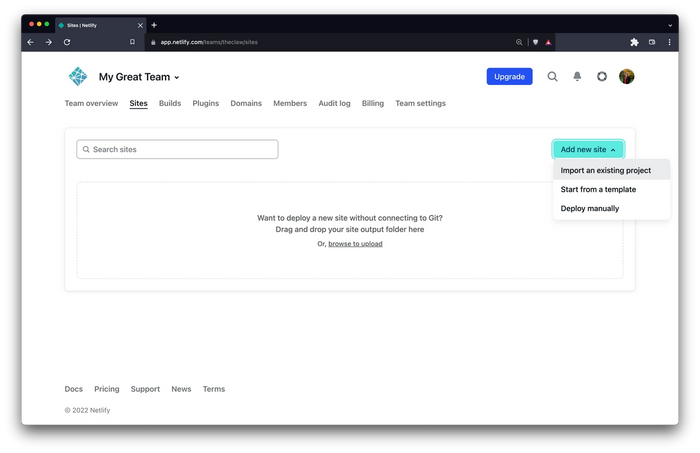 Sites | Netlify
app.netlify.com/teams/theclaw/sites
My Great Team
Upgrade
Team overview Sites Builds Plugins Domains Members Audit log Billing Team settings
Search sites
Add new site
Import an existing project
Start from a template
Deploy manually
Want to deploy a new site without connecting to Git?
Drag and drop your site output folder here
Or, browse to upload
Docs Pricing Support News Terms
© 2022 Netlify